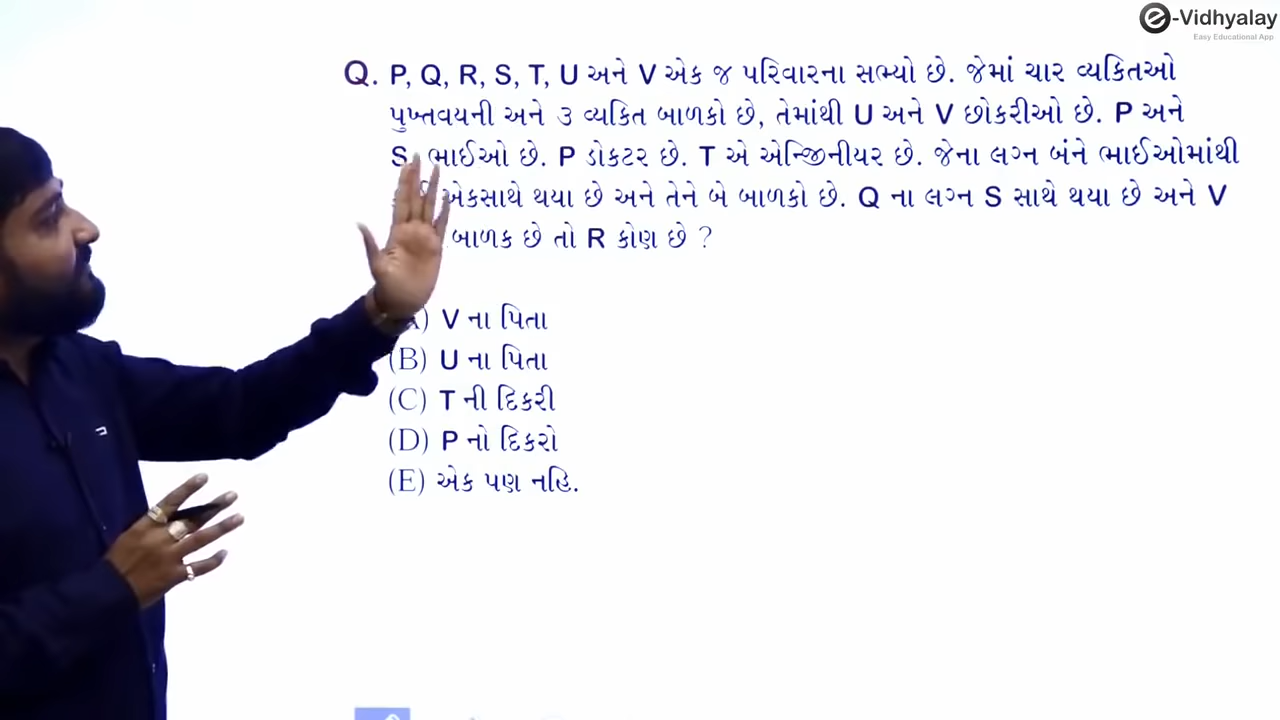 e-Vidhyalay
Easy Educational App
Q. P, Q, R, S, T, U અને V એક જ પરિવારના સભ્યો છે. જેમાં ચાર વ્યકિતઓ
પુખ્તવયની અને ૩ વ્યકિત બાળકો છે, તેમાંથી U અને V છોકરીઓ છે. P અને
S ભાઈઓ છે. P ડોકટર છે. T એ એન્જિનીયર છે. જેના લગ્ન બંને ભાઈઓમાંથી
એકસાથે થયા છે અને તેને બે બાળકો છે. Q ના લગ્ન S સાથે થયા છે અને V
બાળક છે તો R કોણ છે ?
V ના પિતા
(B) U ના પિતા
(C) T ની દિકરી
(D) P નો દિકરો
(E) એક પણ નહિ.